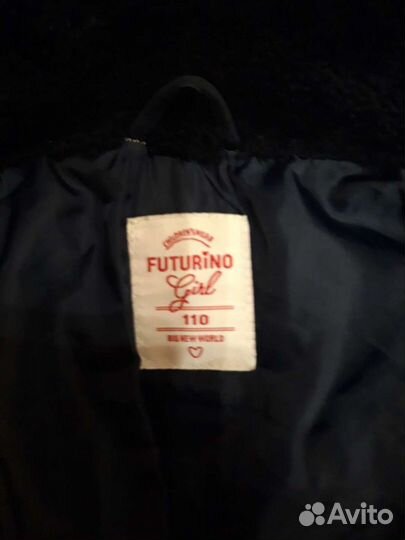 CHILDREN'S WEAR
FUTURINO
Girl
110
BIG NEW WORLD
Avito